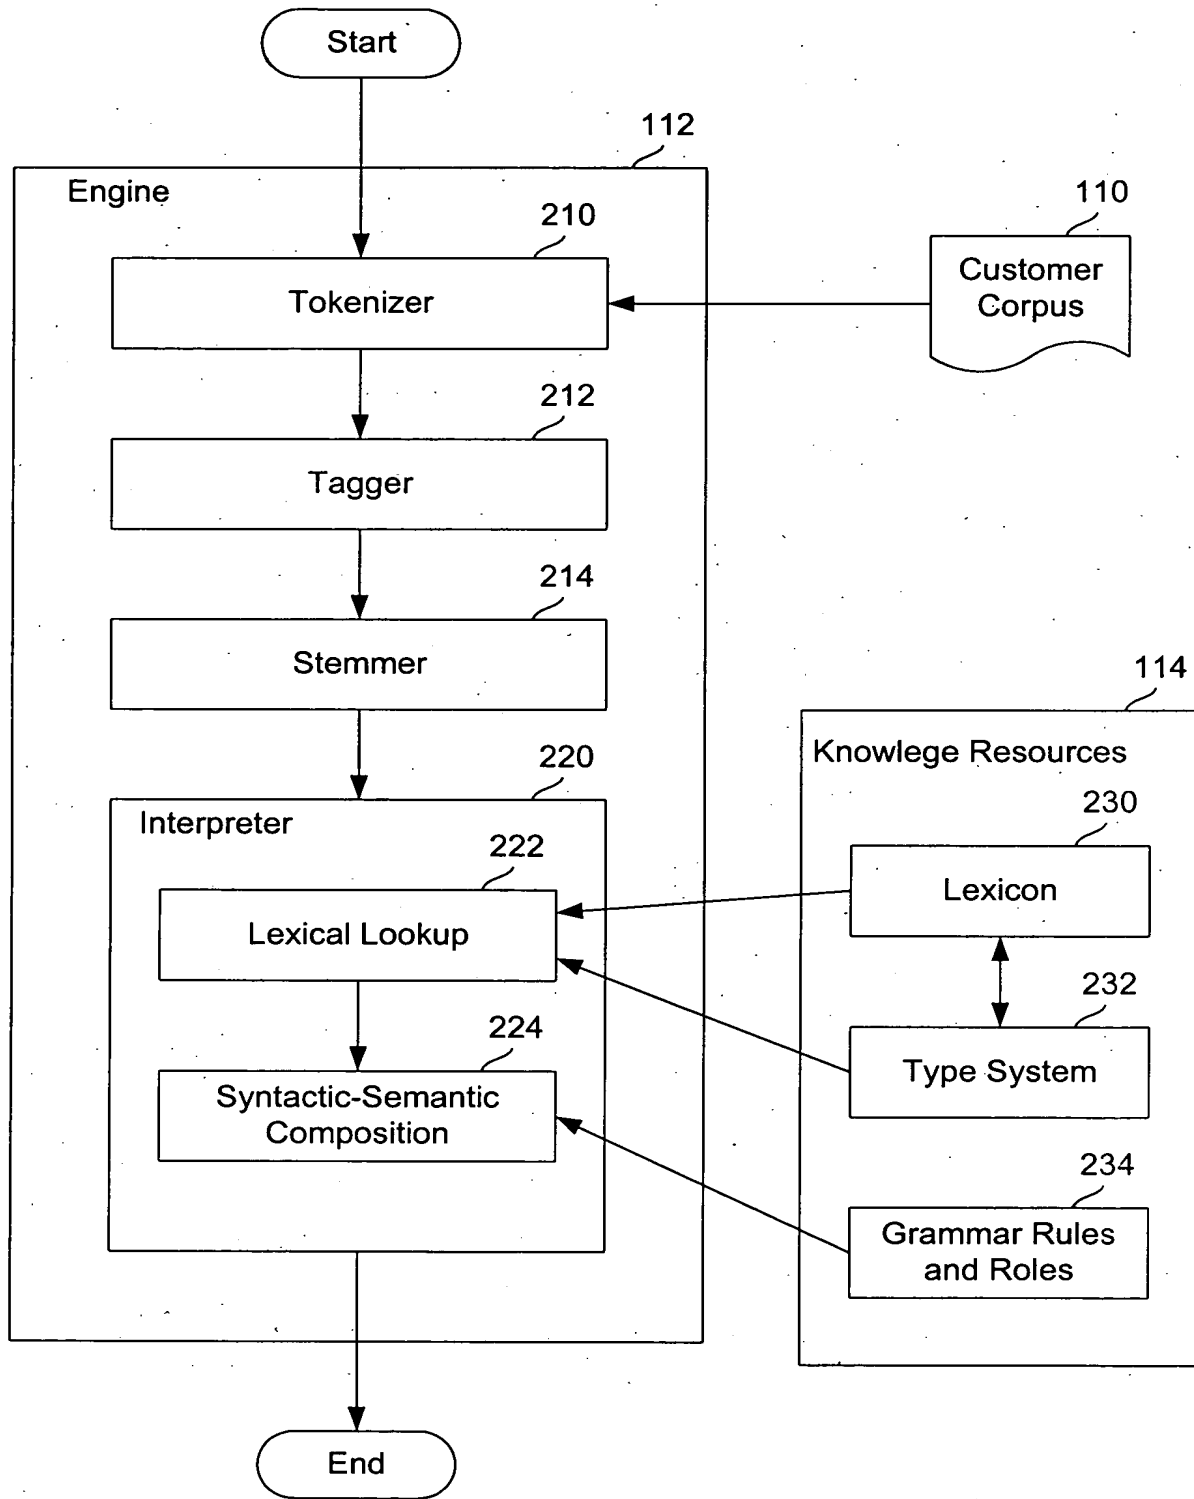 Start
112
Engine
210
110
Tokenizer
Customer
Corpus
212
Tagger
214
Stemmer
114
Knowlege Resources
220
Interpreter
230
222
Lexicon
Lexical Lookup
232
224
Type System
Syntactic-Semantic
Composition
234
Grammar Rules
and Roles
End